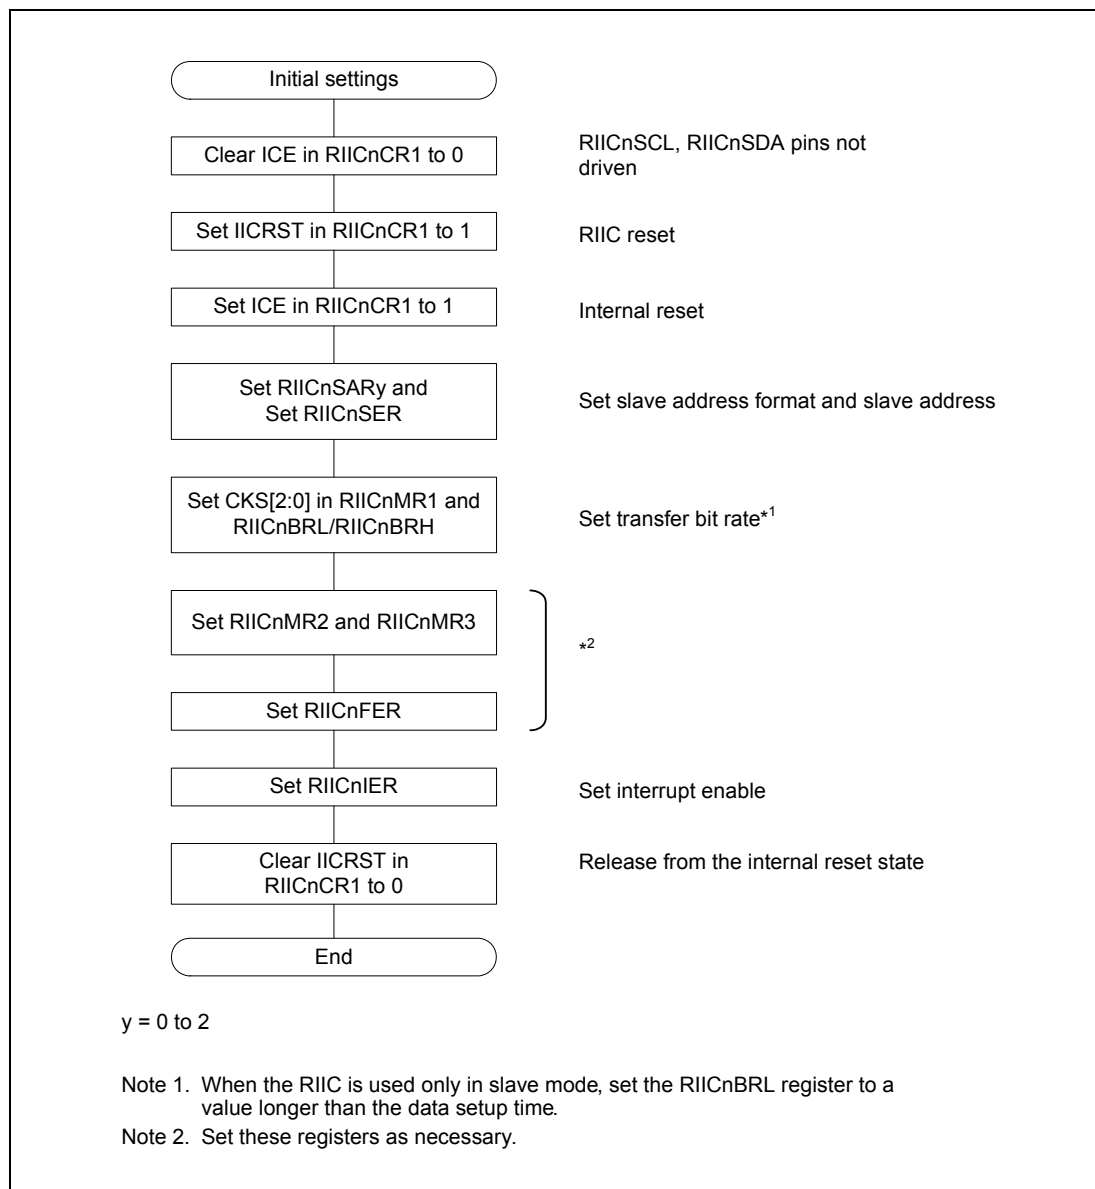 Initial settings
Clear ICE in RIICnCR1 to 0
RIICnSCL, RIICnSDA pins not
driven
Set IICRST in RIICnCR1 to 1
RIIC reset
Set ICE in RIICnCR1 to 1
Internal reset
Set RIICnSARy and
Set RIICnSER
Set slave address format and slave address
Set CKS[2:0] in RIICnMR1 and
RIICnBRL/RIICnBRH
Set transfer bit rate*1
Set RIICnMR2 and RIICnMR3
*2
Set RIICnFER
Set RIICnIER
Set interrupt enable
Clear IICRST in
RIICnCR1 to 0
Release from the internal reset state
End
y = 0 to 2
Note 1. When the RIIC is used only in slave mode, set the RIICnBRL register to a
value longer than the data setup time.
Note 2. Set these registers as necessary.